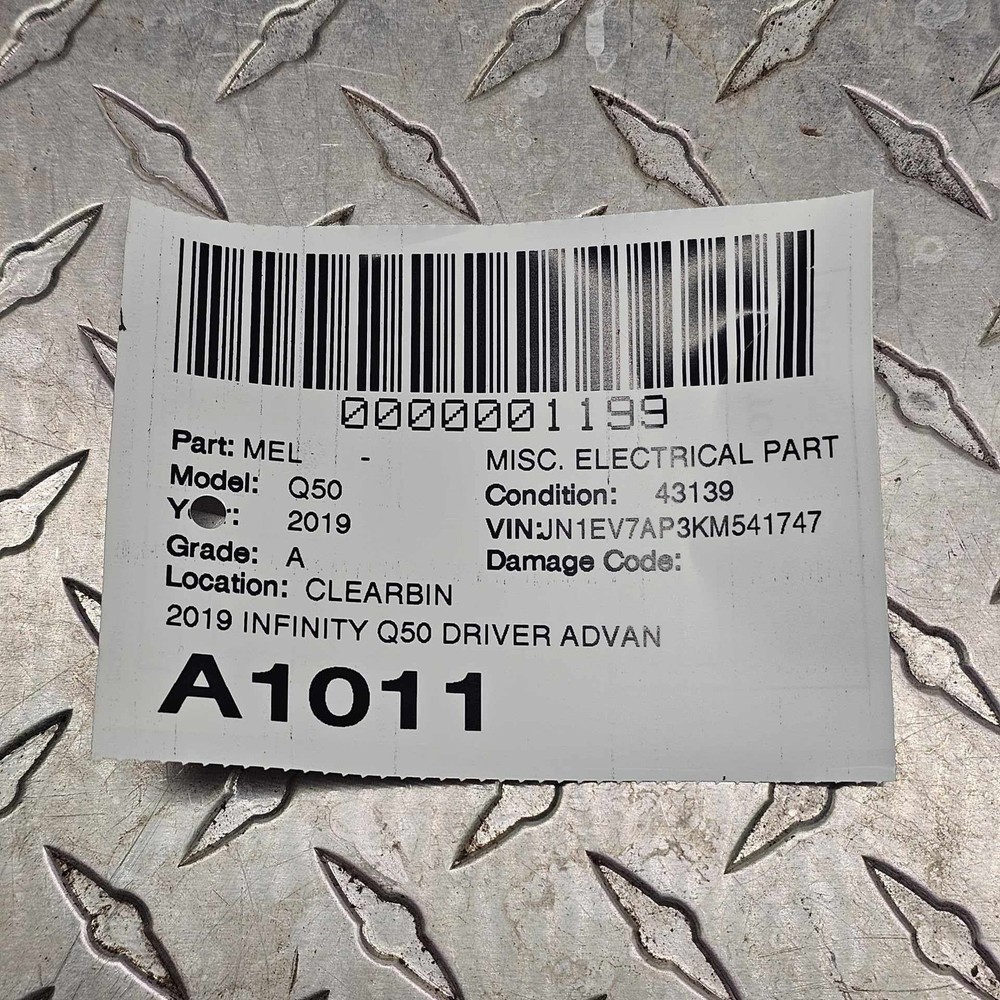 0000001199
Part: MEL - MISC. ELECTRICAL PART
Model: Q50 Condition: 43139
2019 VIN:JN1EV7AP3KM541747
Grade: A Damage Code:
Location: CLEARBIN
2019 INFINITY Q50 DRIVER ADVAN
A1011